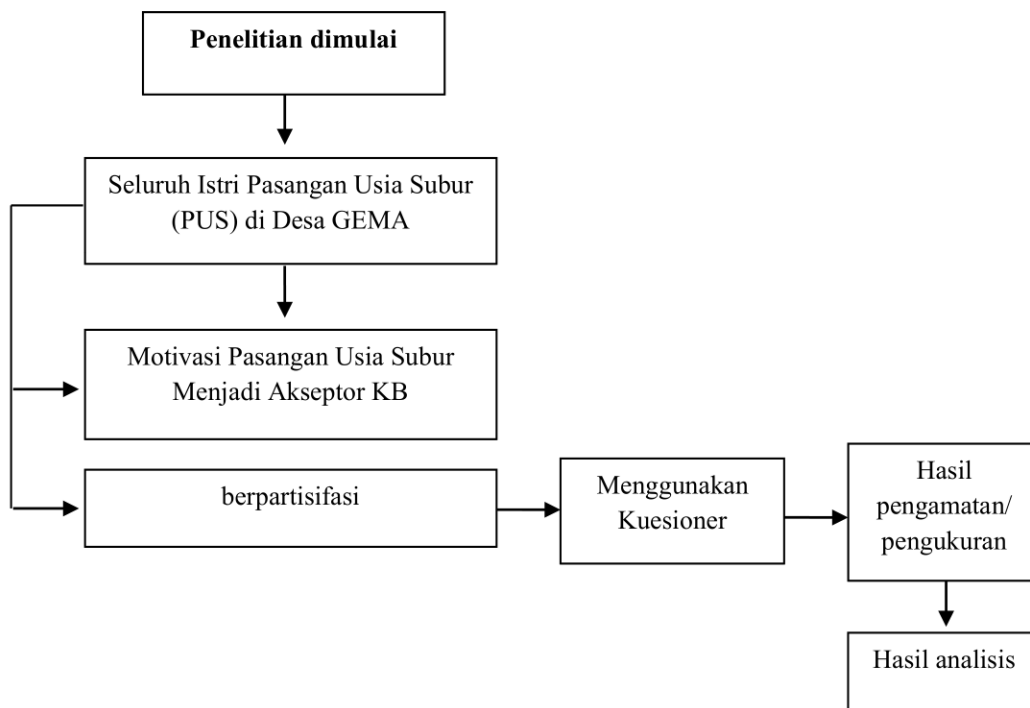 Penelitian dimulai
Seluruh Istri Pasangan Usia Subur
(PUS) di Desa GEMA
Motivasi Pasangan Usia Subur
Menjadi Akseptor KB
berpartisifasi
Menggunakan
Kuesioner
Hasil
pengamatan/
pengukuran
Hasil analisis